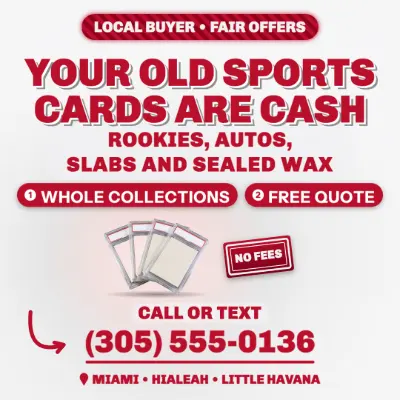 LOCAL BUYER • FAIR OFFERS
YOUR OLD SPORTS
CARDS ARE CASH
ROOKIES, AUTOS,
SLABS AND SEALED WAX
1 WHOLE COLLECTIONS
2 FREE QUOTE
NO FEES
CALL OR TEXT
(305) 555-0136
MIAMI • HIALEAH • LITTLE HAVANA